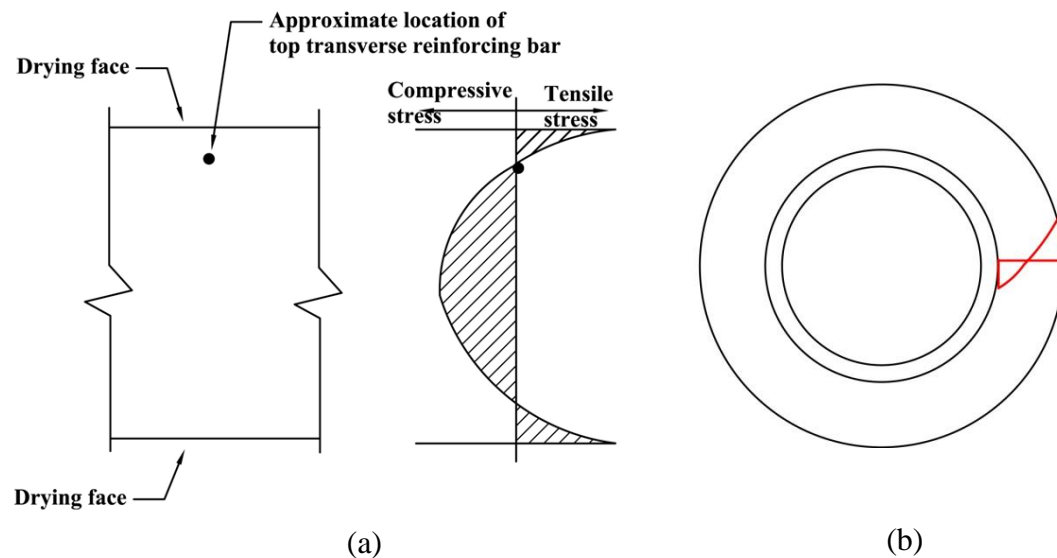 Approximate location of
top transverse reinforcing bar
Drying face
Compressive
stress
Tensile
stress
Drying face
(a)
(b)